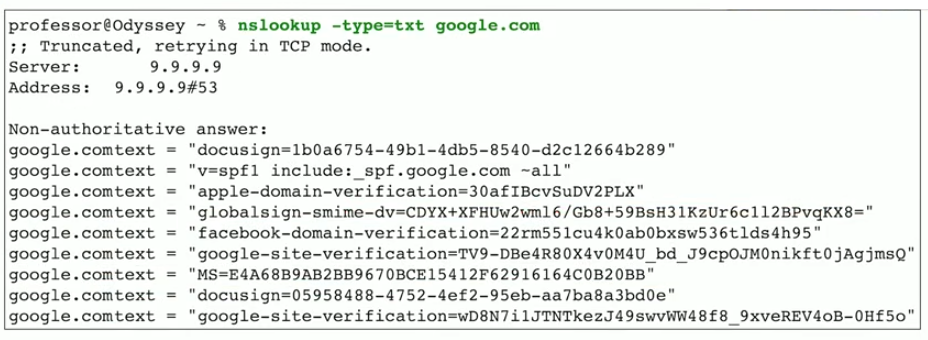 professor@Odyssey ~ % nslookup -type=txt google.com
;; Truncated, retrying in TCP mode.
Server: 9.9.9.9
Address: 9.9.9.9#53
Non-authoritative answer:
google.comtext = "docusign=1b0a6754-49b1-4db5-8540-d2c12664b289"
google.comtext = "v=spf1 include:_spf.google.com ~all"
google.comtext = "apple-domain-verification=30afIBcvSuDV2PLX"
google.comtext = "globalsign-smime-dv=CDYX+XFHUw2wml6/Gb8+59BsH31KzUr6c1l2BPvqKX8="
google.comtext = "facebook-domain-verification=22rm551cu4k0ab0bxsw536tlds4h95"
google.comtext = "google-site-verification=TV9-DBe4R80X4v0M4U_bd_J9cpOJM0nikft0jAgjmsQ"
google.comtext = "MS=E4A68B9AB2BB9670BCE15412F62916164C0B20BB"
google.comtext = "docusign=05958488-4752-4ef2-95eb-aa7ba8a3bd0e"
google.comtext = "google-site-verification=wD8N7i1JTNTkezJ49swvWW48f8_9xveREV4oB-0Hf5o"